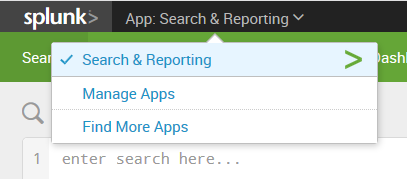 splunk> App: Search & Reporting
Search & Reporting
Manage Apps
Find More Apps
1 enter search here...